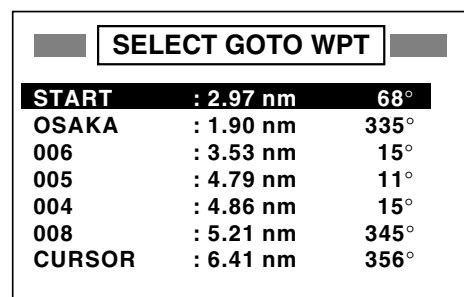 SELECT GOTO WPT
START : 2.97 nm 68°
OSAKA : 1.90 nm 335°
006 : 3.53 nm 15°
005 : 4.79 nm 11°
004 : 4.86 nm 15°
008 : 5.21 nm 345°
CURSOR : 6.41 nm 356°